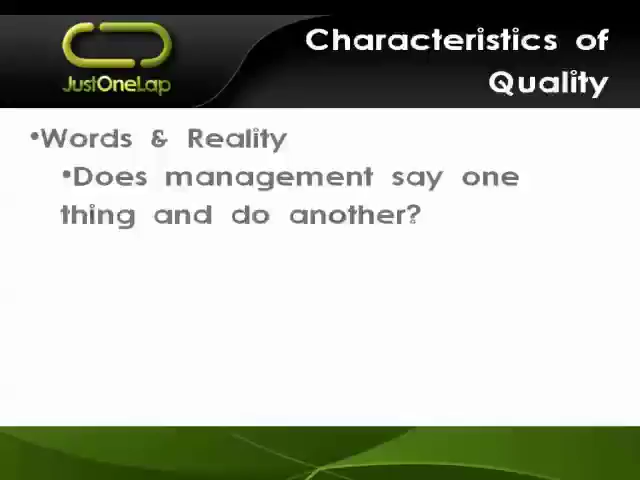 JustOneLap
Characteristics of
Quality
•Words & Reality
•Does management say one
thing and do another?